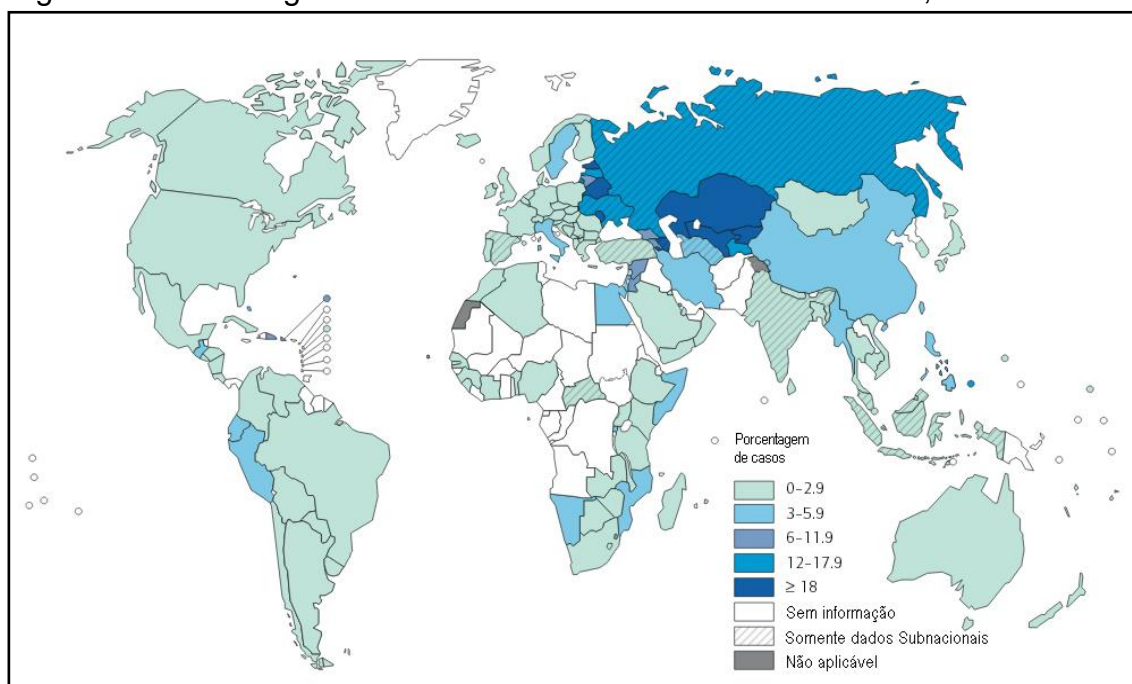 Porcentagem
de casos
0–2.9
3–5.9
6–11.9
12–17.9
≥ 18
Sem informação
Somente dados Subnacionais
Não aplicável